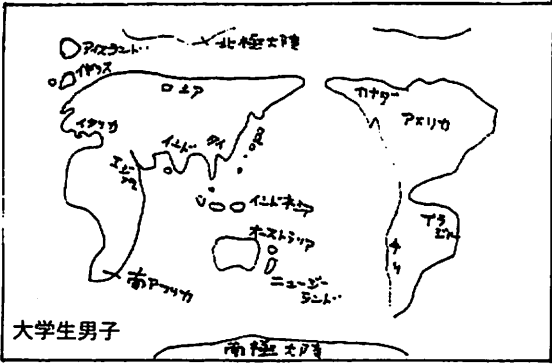 北極大陸
アイスランド
イギリス
ロシア
カナダー
アメリカ
イタリカ
インド
タイ
エジプト
インドネシア
ブラジル
オーストラリア
チリ
南アフリカ
ニュージー
ランド
大学生男子
南極大陸